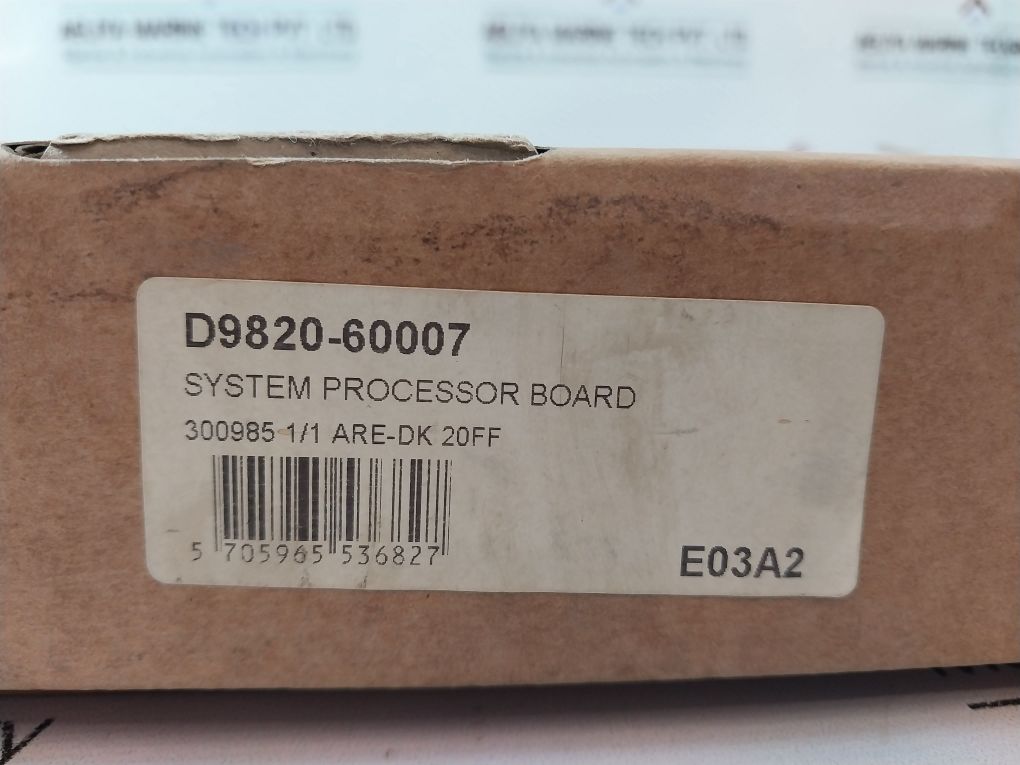 D9820-60007
SYSTEM PROCESSOR BOARD
300985 1/1 ARE-DK 20FF
5 705965 536827
E03A2